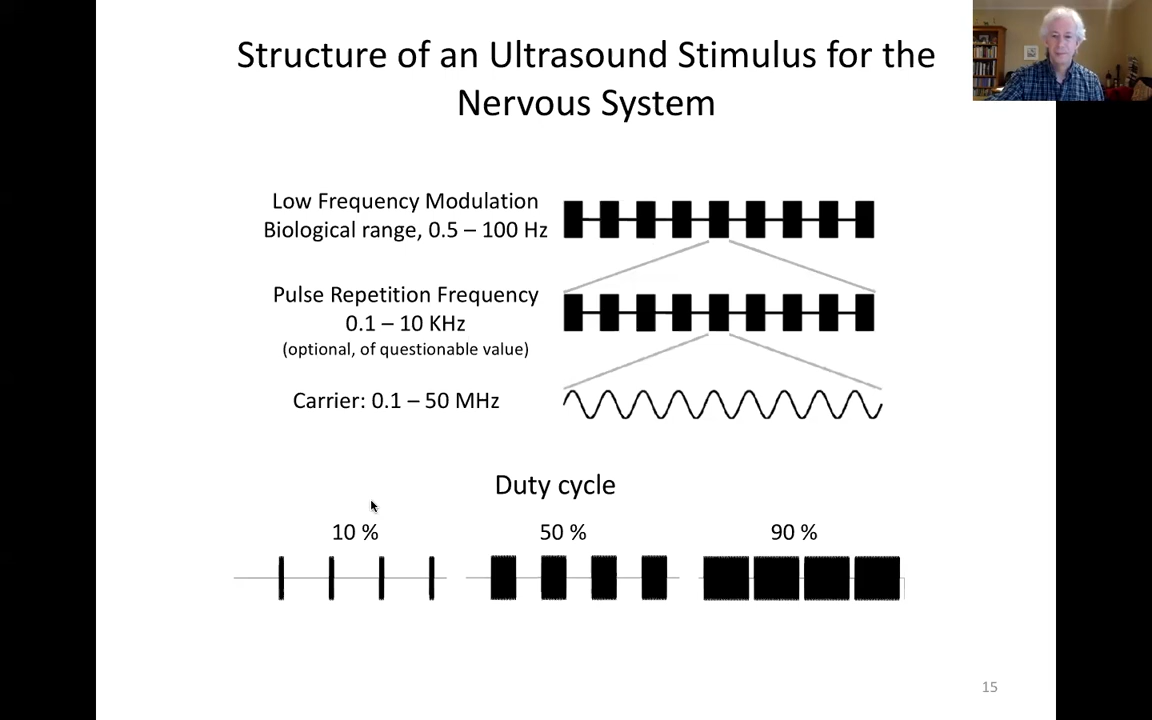 Structure of an Ultrasound Stimulus for the
Nervous System
Low Frequency Modulation
Biological range, 0.5 – 100 Hz
Pulse Repetition Frequency
0.1 – 10 KHz
(optional, of questionable value)
Carrier: 0.1 – 50 MHz
Duty cycle
10 %
50 %
90 %
15